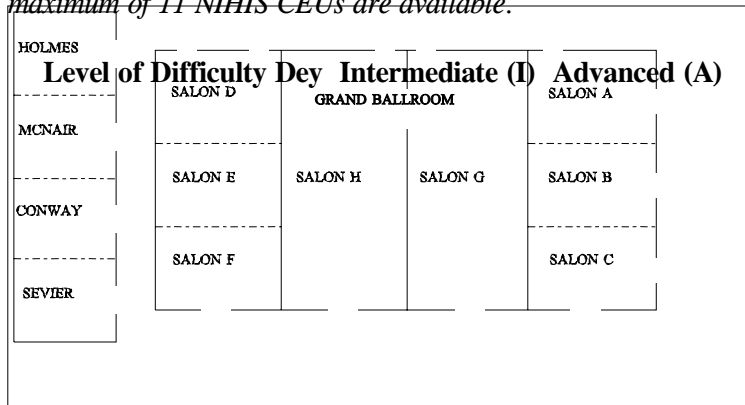 maximum of 11 NIHIS CEUs are available.
HOLMES
Level of Difficulty Dey Intermediate (I) Advanced (A)
SALON D
GRAND BALLROOM
SALON A
MCNAIR
SALON E
SALON H
SALON G
SALON B
CONWAY
SALON F
SALON C
SEVIER